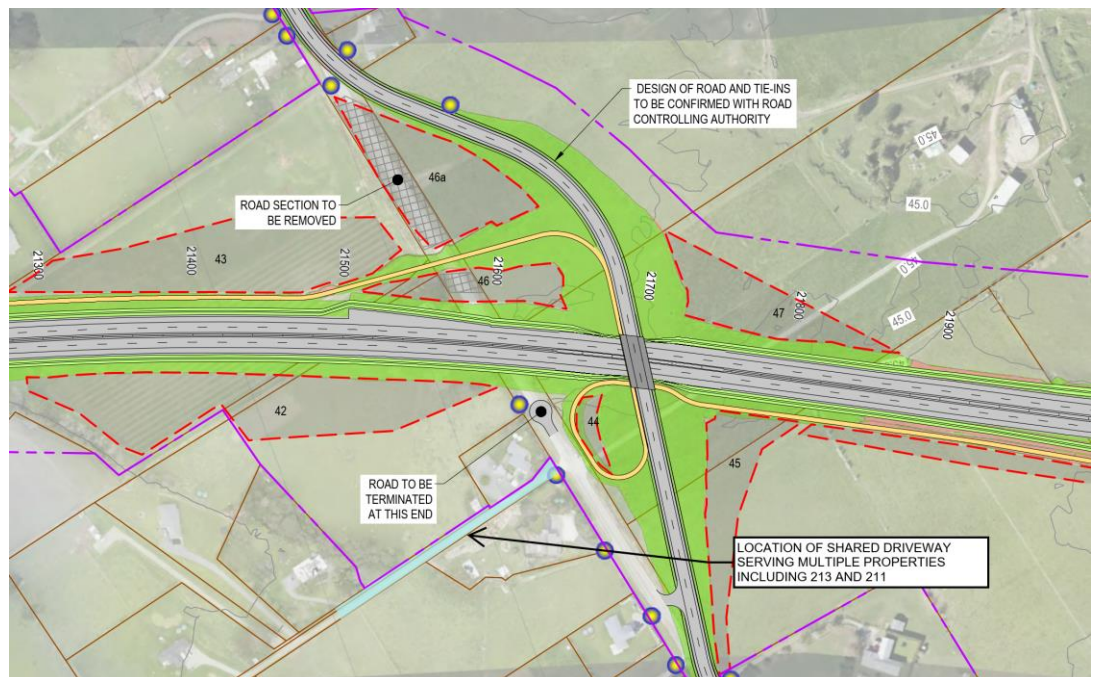 DESIGN OF ROAD AND TIE-INS
TO BE CONFIRMED WITH ROAD
CONTROLLING AUTHORITY
45.0
46a
ROAD SECTION TO
BE REMOVED
45.0
43
21300
21400
21500
46
21600
21700
45.0
47
21800
45.0
21900
42
44
45
ROAD TO BE
TERMINATED
AT THIS END
LOCATION OF SHARED DRIVEWAY
SERVING MULTIPLE PROPERTIES
INCLUDING 213 AND 211